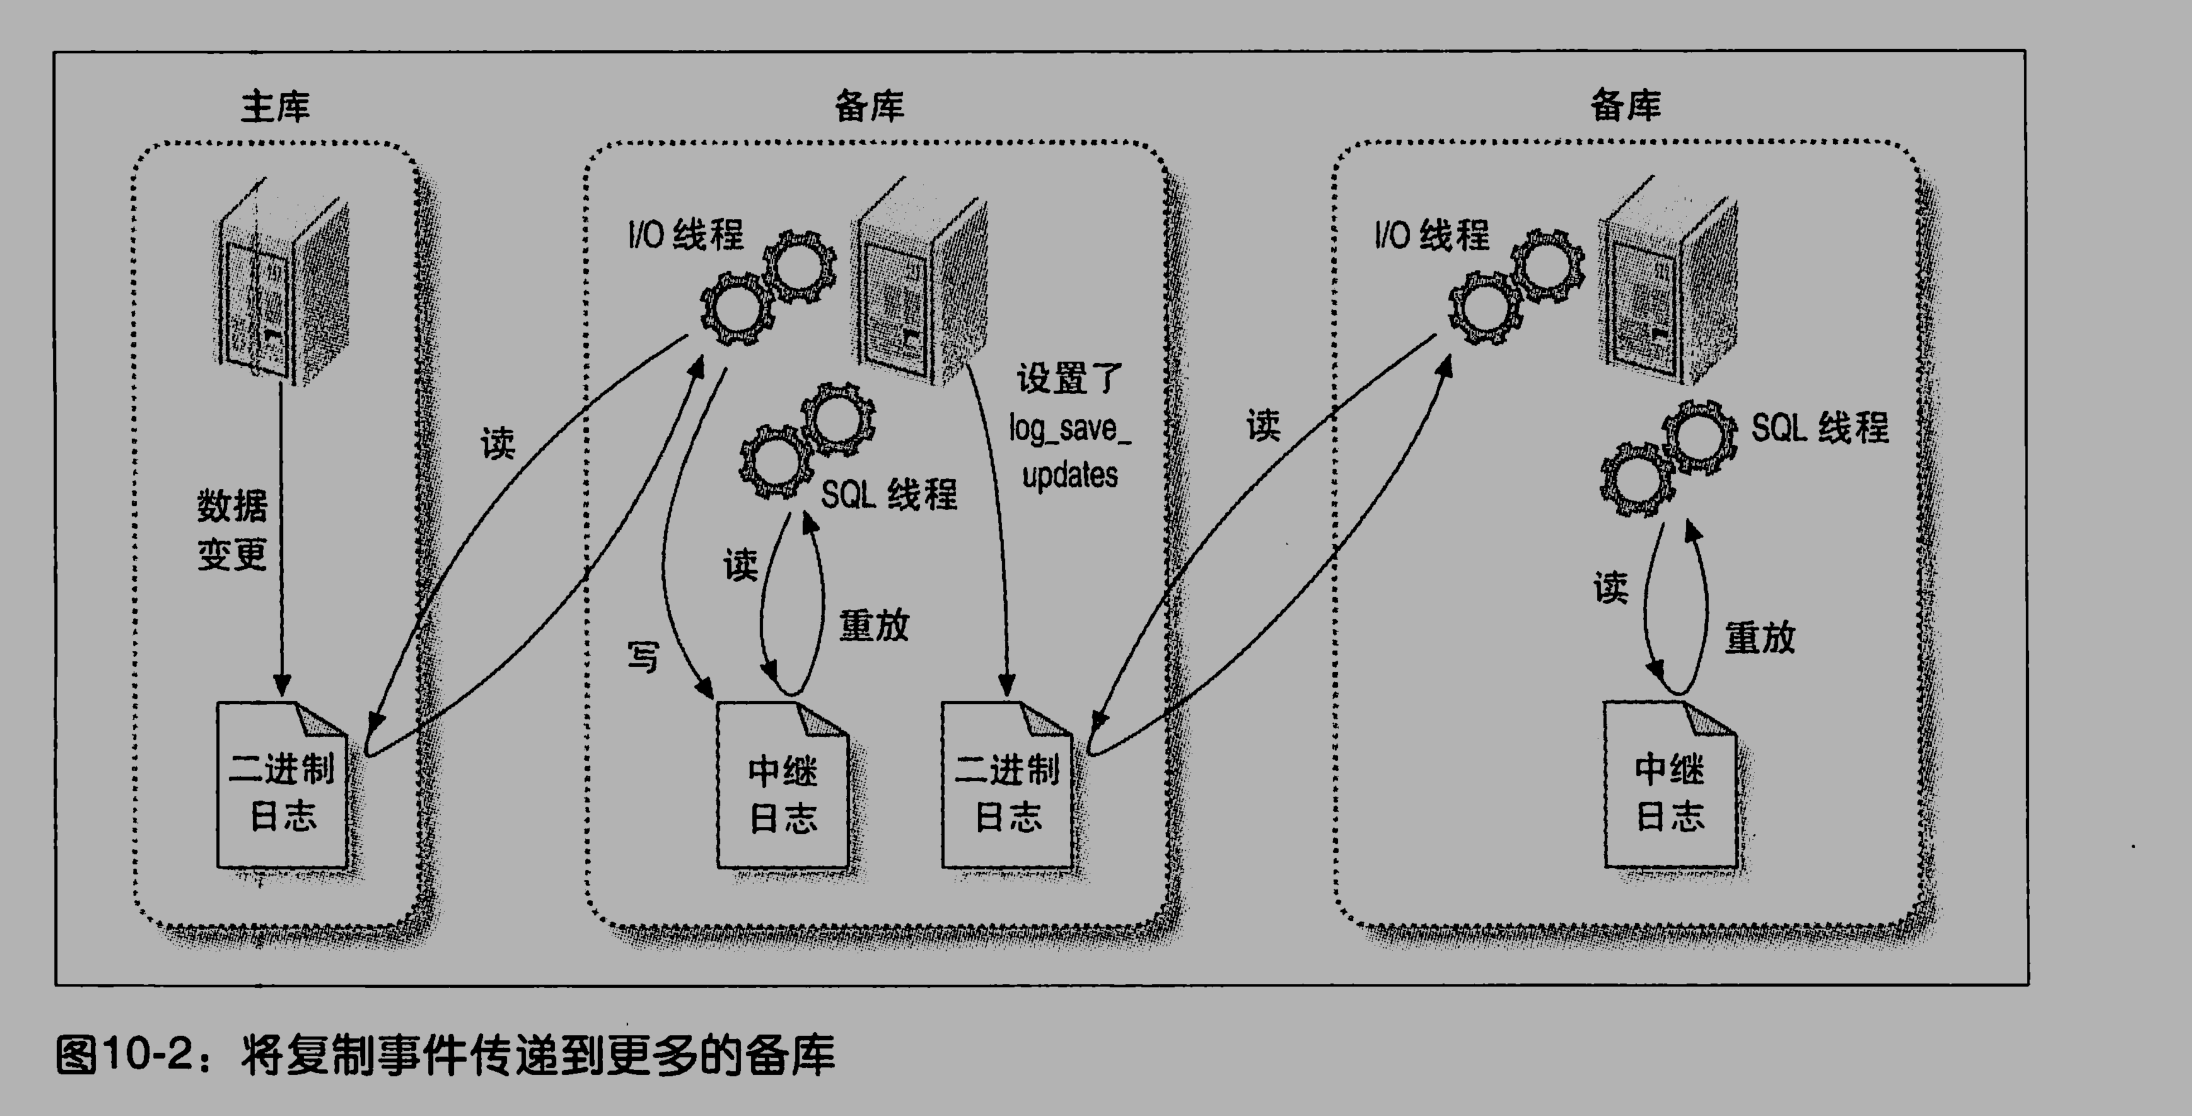 主库
备库
备库
I/O 线程
I/O 线程
设置了
log_save_
updates
读
读
SQL 线程
SQL 线程
数据
变更
读
重放
写
读
重放
二进制
日志
中继
日志
二进制
日志
中继
日志
图10-2：将复制事件传递到更多的备库